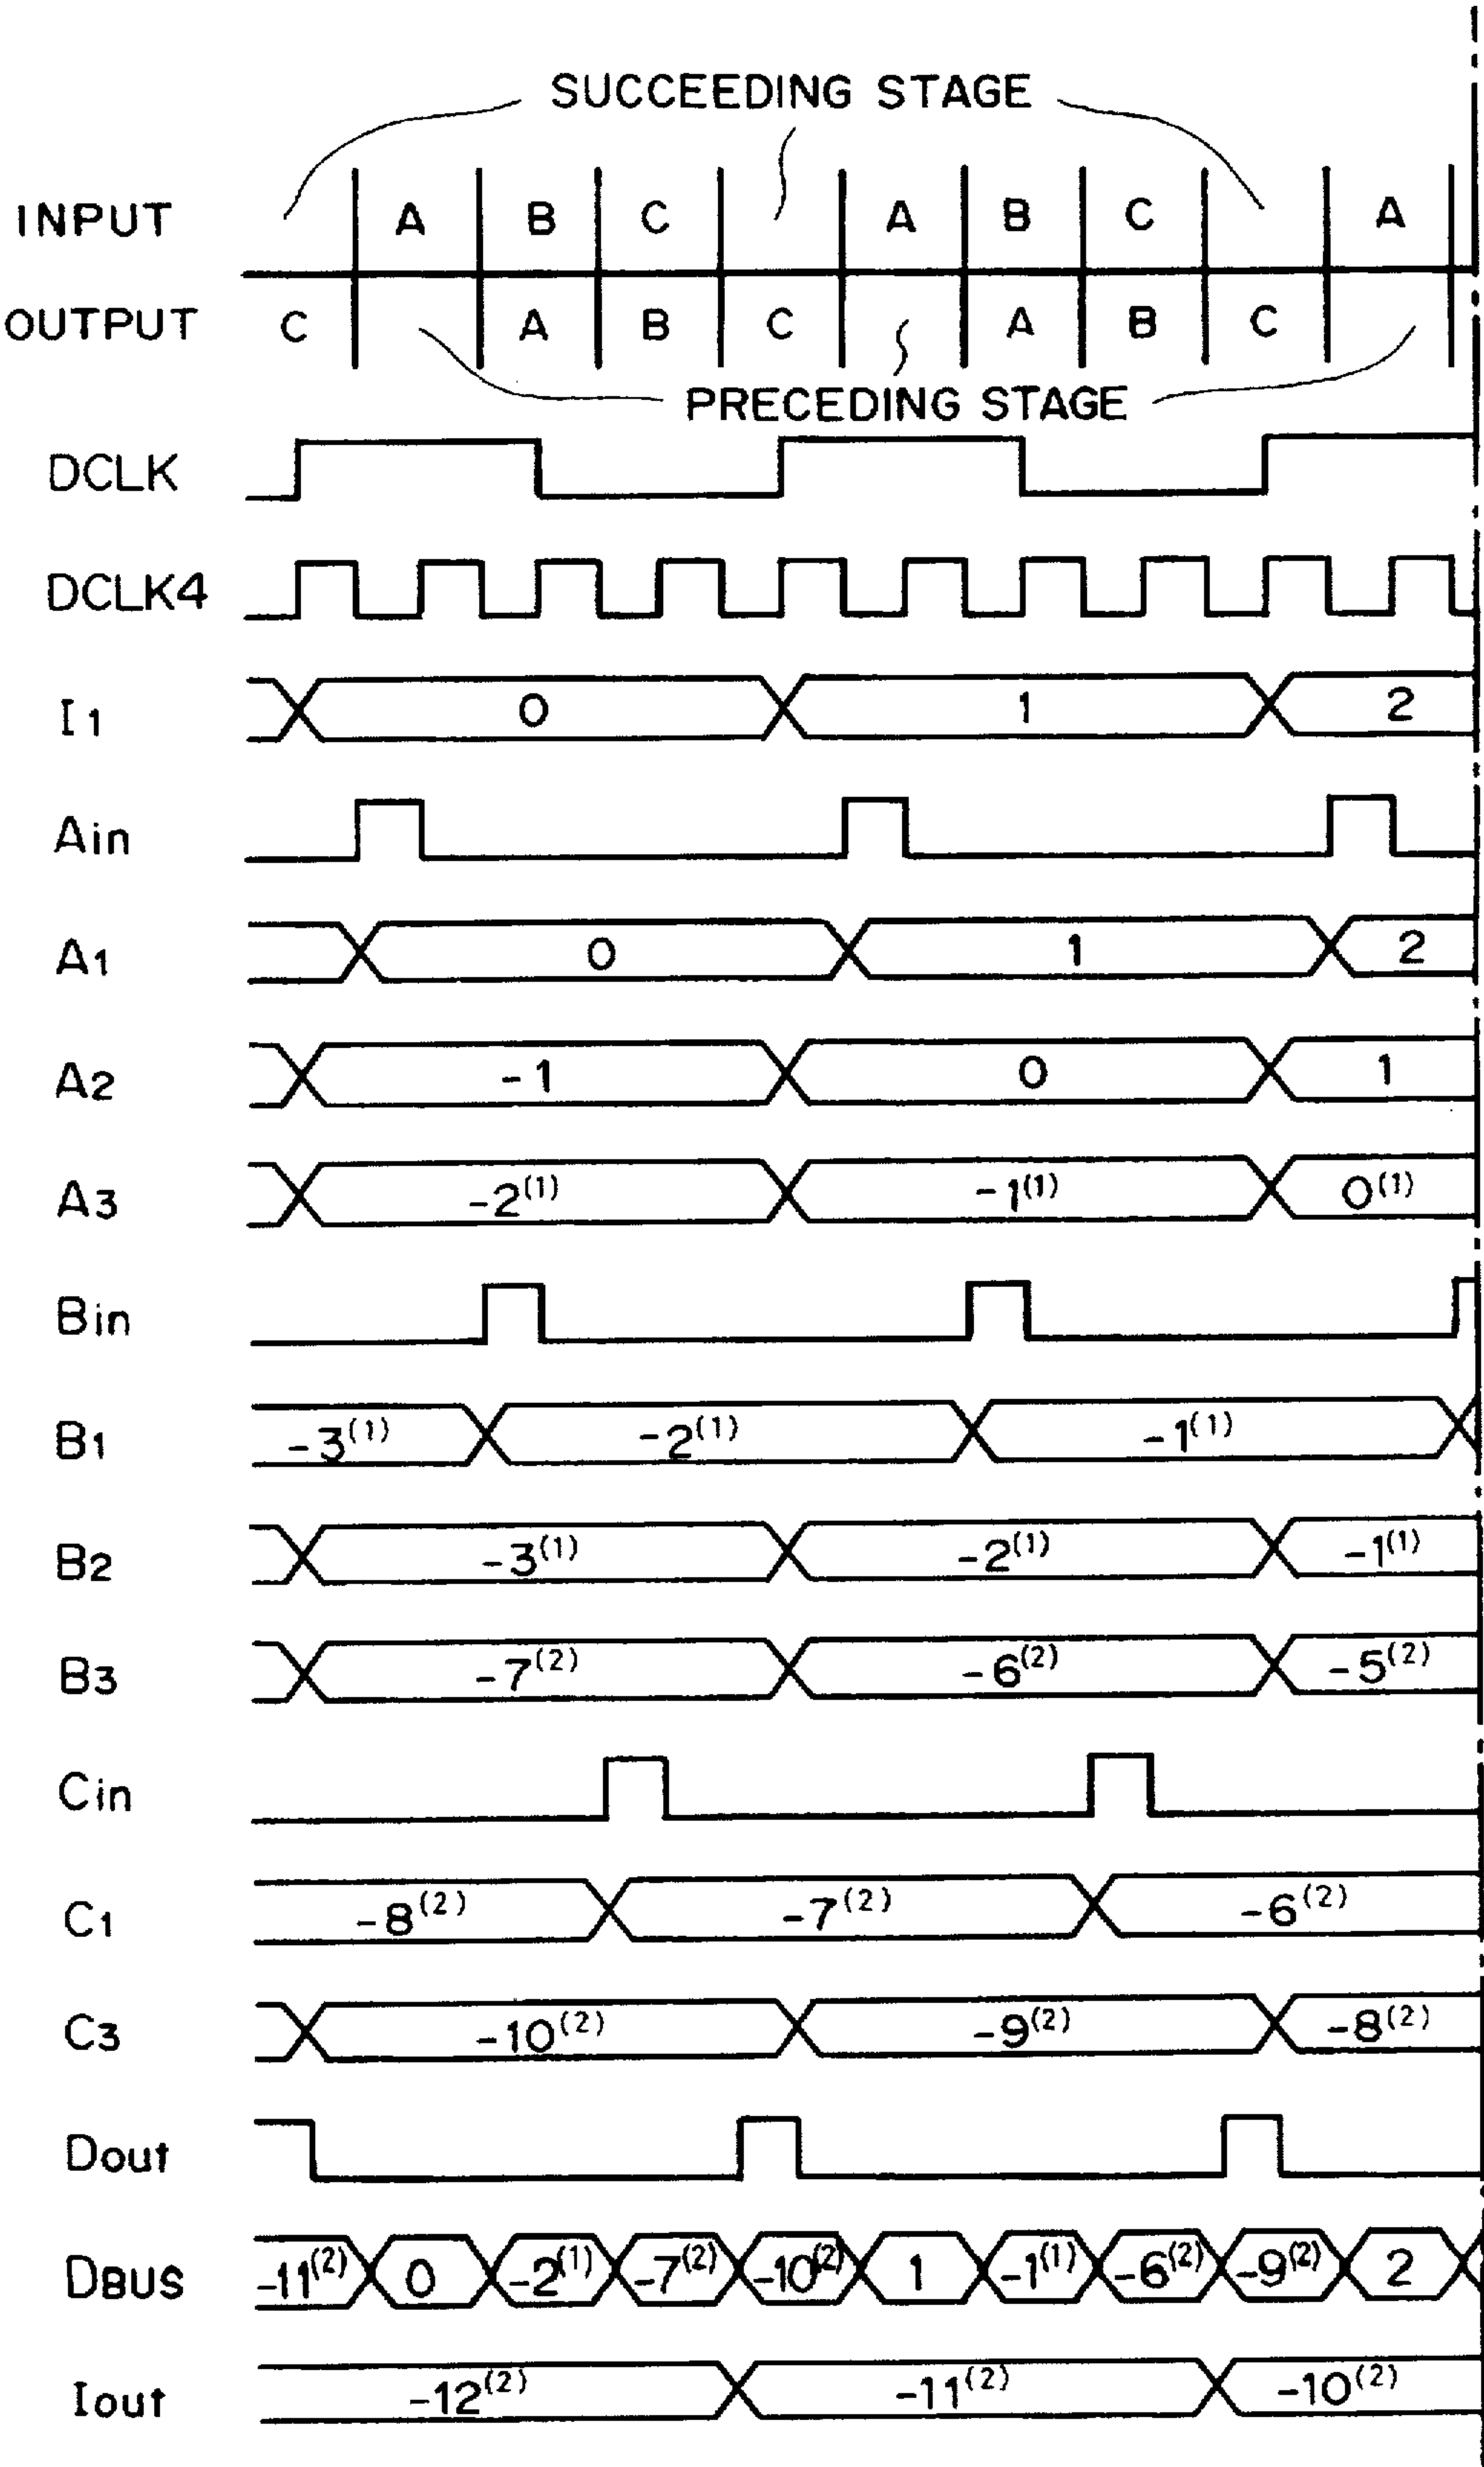 SUCCEEDING STAGE
INPUT A B C A B C A
OUTPUT C A B C A B C
PRECEDING STAGE
DCLK
DCLK4
I1 0 1 2
Ain
A1 0 1 2
A2 -1 0 1
A3 -2(1) -1(1) 0(1)
Bin
B1 -3(1) -2(1) -1(1)
B2 -3(1) -2(1) -1(1)
B3 -7(2) -6(2) -5(2)
Cin
C1 -8(2) -7(2) -6(2)
C3 -10(2) -9(2) -8(2)
Dout
DBUS -11(2) 0 -2(1) -7(2) -10(2) 1 -1(1) -6(2) -9(2) 2
Iout -12(2) -11(2) -10(2)